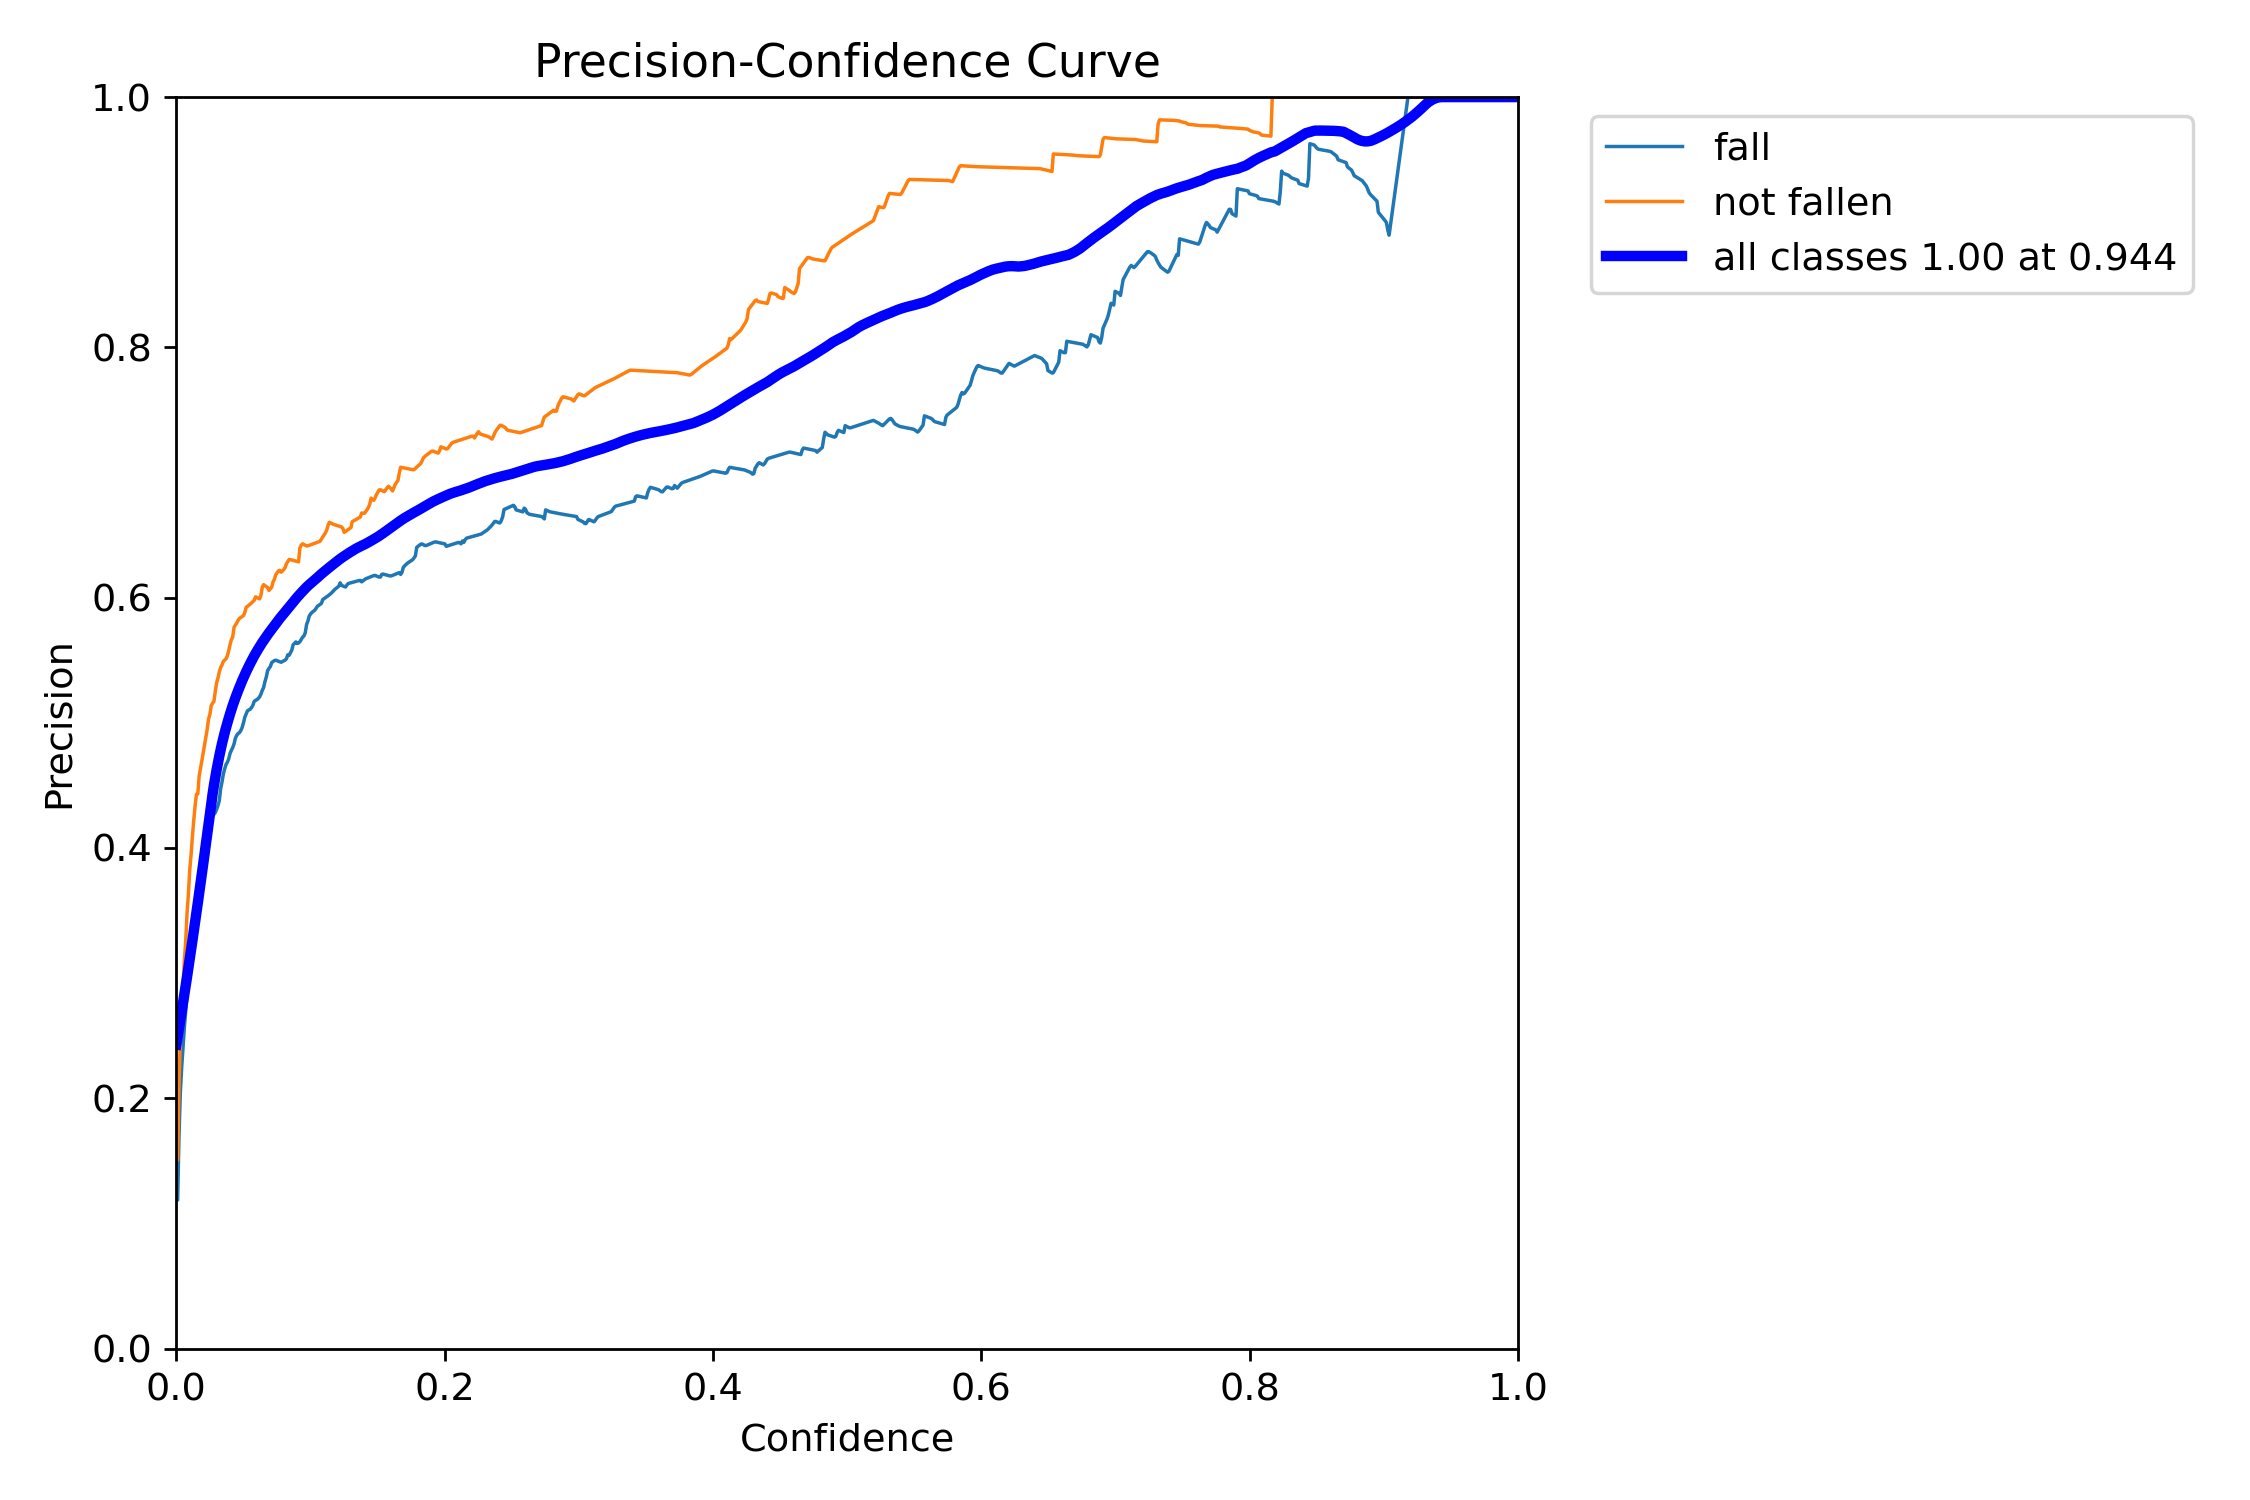 Precision-Confidence Curve
1.0
0.8
0.6
0.4
0.2
0.0
Precision
0.0 0.2 0.4 0.6 0.8 1.0
Confidence
fall
not fallen
all classes 1.00 at 0.944